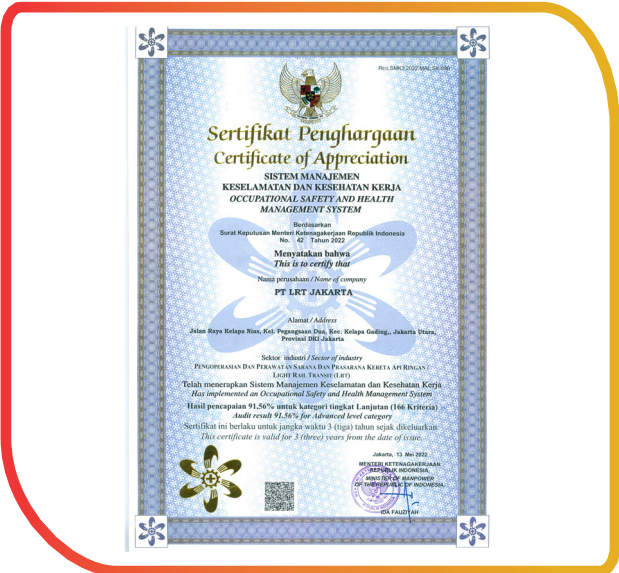 Sertifikat Penghargaan
Certificate of Appreciation
SISTEM MANAJEMEN
KESELAMATAN DAN KESEHATAN KERJA
OCCUPATIONAL SAFETY AND HEALTH
MANAGEMENT SYSTEM
Berdasarkan
Surat Keputusan Menteri Ketenagakerjaan Republik Indonesia
No. 42 Tahun 2022
Menyatakan bahwa
This is to certify that
Nama perusahaan / Name of company
PT LRT JAKARTA
Alamat / Address
Jalan Raya Kelapa Nias, Kel. Pegangsaan Dua, Kec. Kelapa Gading,, Jakarta Utara,
Provinsi DKI Jakarta
Sektor industri / Sector of industry
PENGOPERASIAN DAN PERAWATAN SARANA DAN PRASARANA KERETA API RINGAN /
LIGHT RAIL TRANSIT (LRT)
Telah menerapkan Sistem Manajemen Keselamatan dan Kesehatan Kerja
Has implemented an Occupational Safety and Health Management System
Hasil pencapaian 91,56% untuk kategori tingkat Lanjutan (166 Kriteria)
Audit result 91.56% for Advanced level category
Sertifikat ini berlaku untuk jangka waktu 3 (tiga) tahun sejak dikeluarkan
This certificate is valid for 3 (three) years from the date of issue.
Jakarta, 13 Mei 2022
MENTERI KETENAGAKERJAAN
REPUBLIK INDONESIA,
MINISTER OF MANPOWER
OF THE REPUBLIC OF INDONESIA,
IDA FAUZIYAH